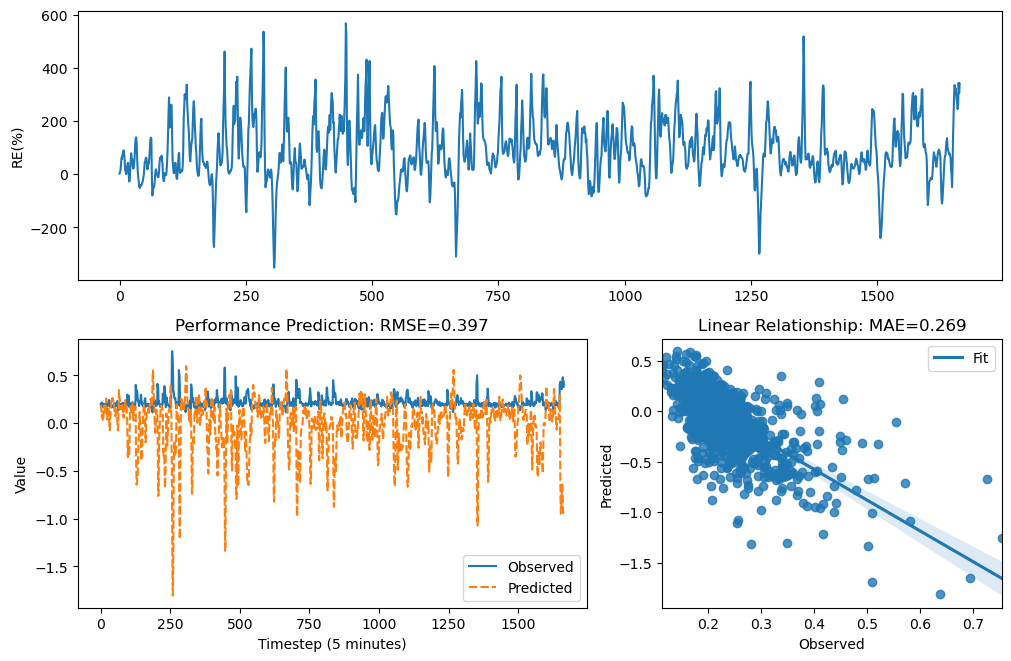 600
400
200
0
−200
RE(%)
0 250 500 750 1000 1250 1500
Performance Prediction: RMSE=0.397
0.5
0.0
−0.5
−1.0
−1.5
Value
Observed
Predicted
0 250 500 750 1000 1250 1500
Timestep (5 minutes)
Linear Relationship: MAE=0.269
Fit
0.5
0.0
−0.5
−1.0
−1.5
Predicted
0.2 0.3 0.4 0.5 0.6 0.7
Observed